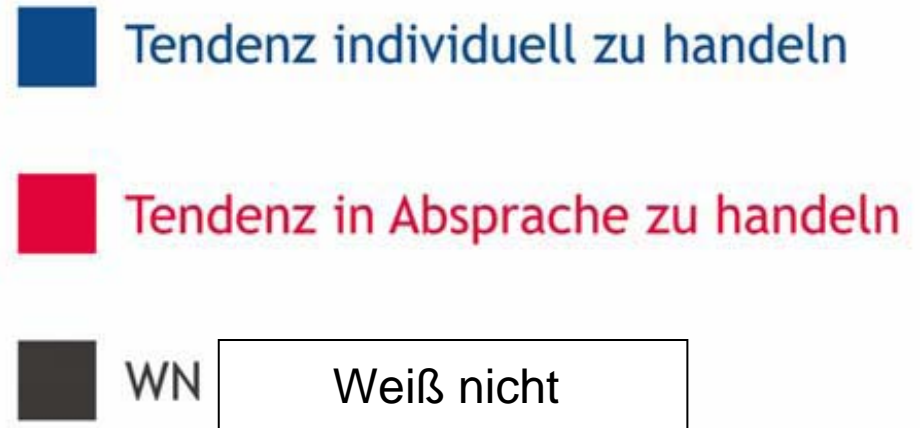 Tendenz individuell zu handeln
Tendenz in Absprache zu handeln
WN Weiß nicht